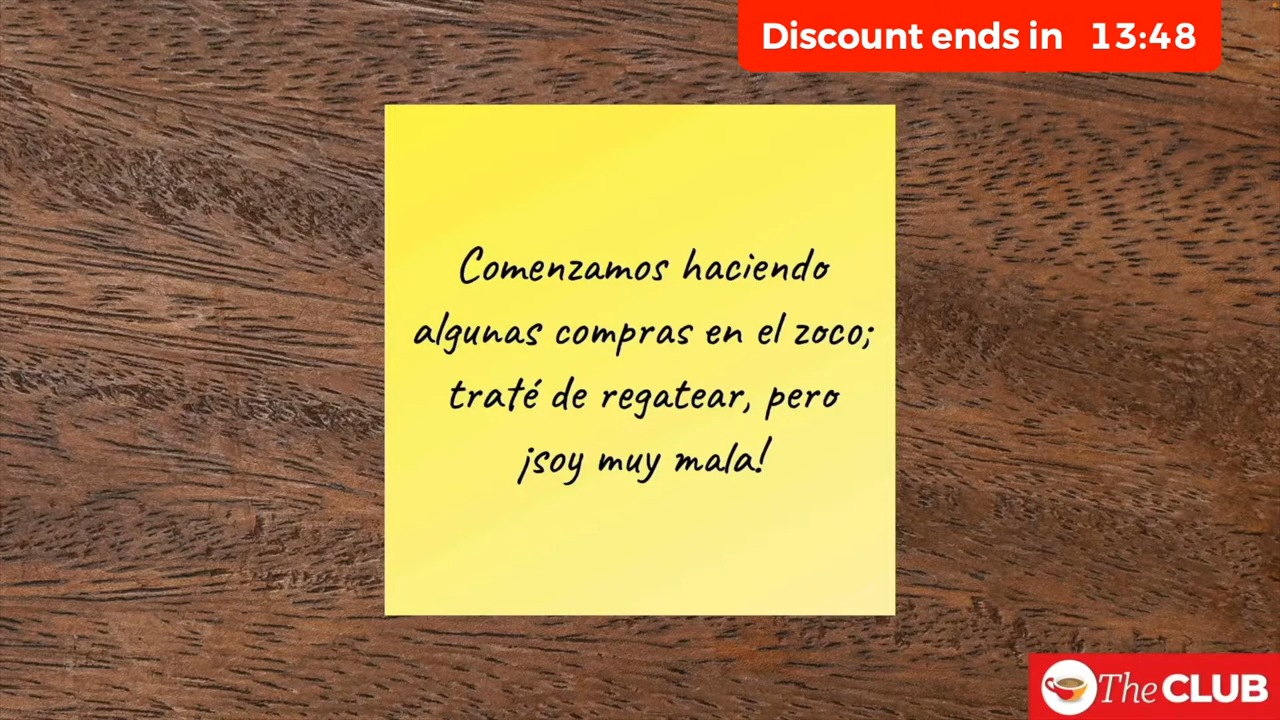 Discount ends in 13:48
Comenzamos haciendo
algunas compras en el zoco;
traté de regatear, pero
¡soy muy mala!
The CLUB